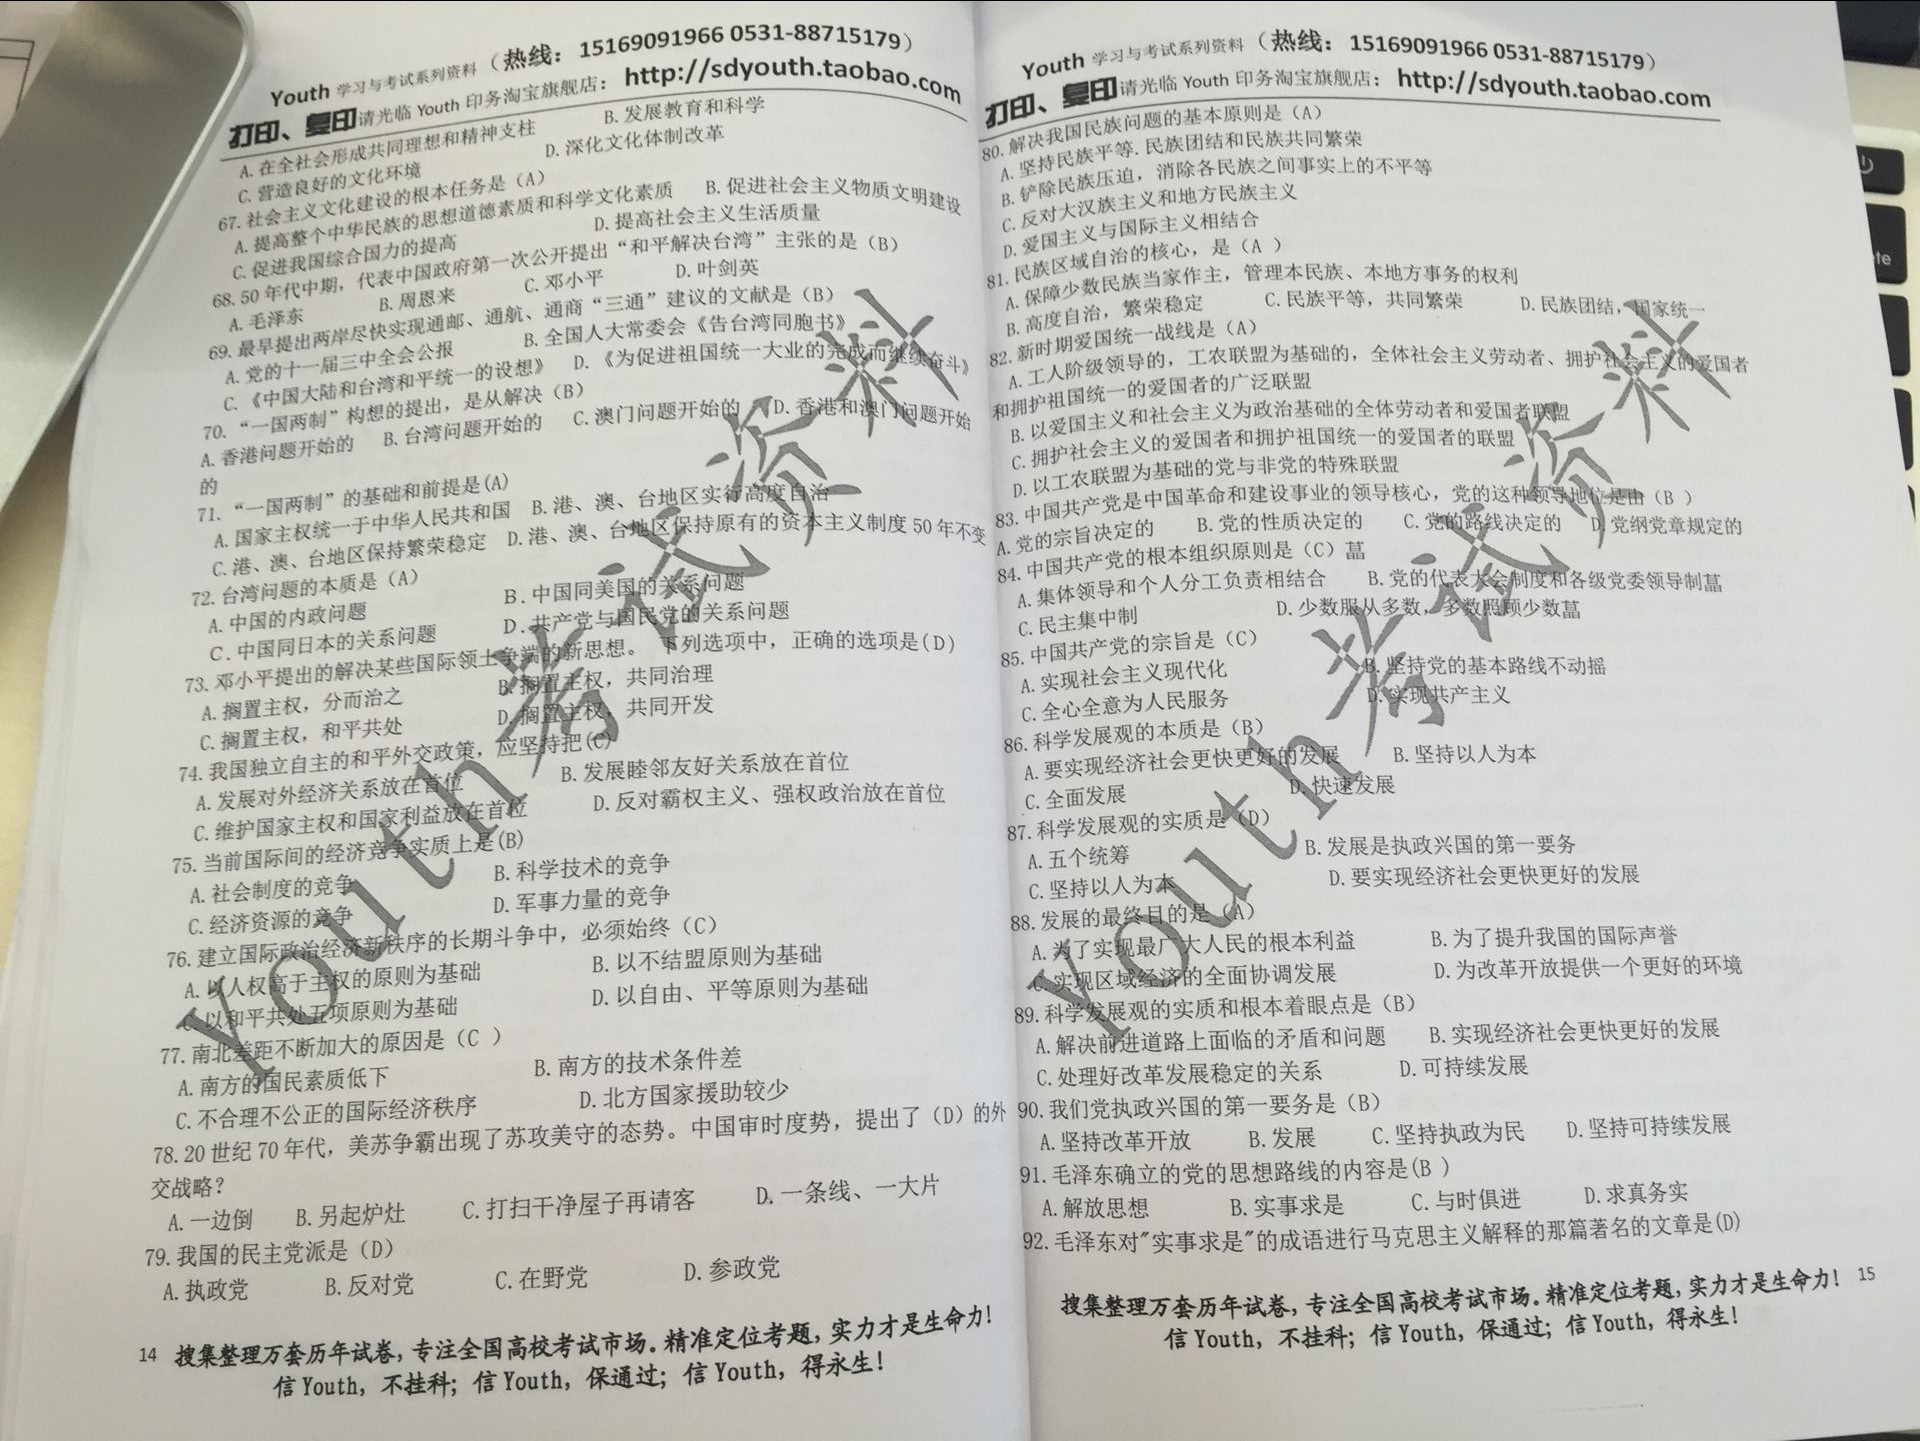 Youth 学习与考试系列资料（热线：15169091966 0531-88715179）
打印、复印请光临 Youth 印务淘宝旗舰店：http://sdyouth.taobao.com
A.在全社会形成共同理想和精神支柱 B.发展教育和科学
C.营造良好的文化环境 D.深化文化体制改革
67.社会主义文化建设的根本任务是（A）
A.提高整个中华民族的思想道德素质和科学文化素质 B.促进社会主义物质文明建设
C.促进我国综合国力的提高 D.提高社会主义生活质量
68.50年代中期，代表中国政府第一次公开提出“和平解决台湾”主张的是（B）
A.毛泽东 B.周恩来 C.邓小平 D.叶剑英
69.最早提出两岸尽快实现通邮、通航、通商“三通”建议的文献是（B）
A.党的十一届三中全会公报 B.全国人大常委会《告台湾同胞书》
C.《中国大陆和台湾和平统一的设想》 D.《为促进祖国统一大业的完成而继续奋斗》
70.“一国两制”构想的提出，是从解决（B）
A.香港问题开始的 B.台湾问题开始的 C.澳门问题开始的 D.香港和澳门问题开始
的
71.“一国两制”的基础和前提是(A)
A.国家主权统一于中华人民共和国 B.港、澳、台地区实行高度自治
C.港、澳、台地区保持繁荣稳定 D.港、澳、台地区保持原有的资本主义制度50年不变
72.台湾问题的本质是（A）
A.中国的内政问题 B.中国同美国的关系问题
C.中国同日本的关系问题 D.共产党与国民党的关系问题
73.邓小平提出的解决某些国际领土争端的新思想。 下列选项中，正确的选项是(D)
A.搁置主权，分而治之 B.搁置主权，共同治理
C.搁置主权，和平共处 D.搁置主权，共同开发
74.我国独立自主的和平外交政策，应坚持把(C)
A.发展对外经济关系放在首位 B.发展睦邻友好关系放在首位
C.维护国家主权和国家利益放在首位 D.反对霸权主义、强权政治放在首位
75.当前国际间的经济竞争实质上是(B)
A.社会制度的竞争 B.科学技术的竞争
C.经济资源的竞争 D.军事力量的竞争
76.建立国际政治经济新秩序的长期斗争中，必须始终（C）
A.以人权高于主权的原则为基础 B.以不结盟原则为基础
C.以和平共处五项原则为基础 D.以自由、平等原则为基础
77.南北差距不断加大的原因是（C ）
A.南方的国民素质低下 B.南方的技术条件差
C.不合理不公正的国际经济秩序 D.北方国家援助较少
78.20世纪70年代，美苏争霸出现了苏攻美守的态势。中国审时度势，提出了（D）的外
交战略？
A.一边倒 B.另起炉灶 C.打扫干净屋子再请客 D.一条线、一大片
79.我国的民主党派是（D）
A.执政党 B.反对党 C.在野党 D.参政党
搜集整理万套历年试卷，专注全国高校考试市场。精准定位考题，实力才是生命力！
14
信Youth，不挂科；信Youth，保通过；信Youth，得永生！
Youth考试资料
Youth 学习与考试系列资料（热线：15169091966 0531-88715179）
打印、复印请光临 Youth 印务淘宝旗舰店：http://sdyouth.taobao.com
80.解决我国民族问题的基本原则是（A）
A.坚持民族平等.民族团结和民族共同繁荣
B.铲除民族压迫，消除各民族之间事实上的不平等
C.反对大汉族主义和地方民族主义
D.爱国主义与国际主义相结合
81.民族区域自治的核心，是（A ）
A.保障少数民族当家作主，管理本民族、本地方事务的权利
B.高度自治，繁荣稳定 C.民族平等，共同繁荣 D.民族团结，国家统一
82.新时期爱国统一战线是（A）
A.工人阶级领导的，工农联盟为基础的，全体社会主义劳动者、拥护社会主义的爱国者
和拥护祖国统一的爱国者的广泛联盟
B.以爱国主义和社会主义为政治基础的全体劳动者和爱国者联盟
C.拥护社会主义的爱国者和拥护祖国统一的爱国者的联盟
D.以工农联盟为基础的党与非党的特殊联盟
83.中国共产党是中国革命和建设事业的领导核心，党的这种领导地位是由（B ）
A.党的宗旨决定的 B.党的性质决定的 C.党的路线决定的 D.党纲党章规定的
84.中国共产党的根本组织原则是（C）蕌
A.集体领导和个人分工负责相结合 B.党的代表大会制度和各级党委领导制蕌
C.民主集中制 D.少数服从多数，多数照顾少数蕌
85.中国共产党的宗旨是（C）
A.实现社会主义现代化 B.坚持党的基本路线不动摇
C.全心全意为人民服务 D.实现共产主义
86.科学发展观的本质是（B）
A.要实现经济社会更快更好的发展 B.坚持以人为本
C.全面发展 D.快速发展
87.科学发展观的实质是（D）
A.五个统筹 B.发展是执政兴国的第一要务
C.坚持以人为本 D.要实现经济社会更快更好的发展
88.发展的最终目的是（A）
A.为了实现最广大人民的根本利益 B.为了提升我国的国际声誉
C.实现区域经济的全面协调发展 D.为改革开放提供一个更好的环境
89.科学发展观的实质和根本着眼点是（B）
A.解决前进道路上面临的矛盾和问题 B.实现经济社会更快更好的发展
C.处理好改革发展稳定的关系 D.可持续发展
90.我们党执政兴国的第一要务是（B）
A.坚持改革开放 B.发展 C.坚持执政为民 D.坚持可持续发展
91.毛泽东确立的党的思想路线的内容是(B )
A.解放思想 B.实事求是 C.与时俱进 D.求真务实
92.毛泽东对"实事求是"的成语进行马克思主义解释的那篇著名的文章是(D)
搜集整理万套历年试卷，专注全国高校考试市场。精准定位考题，实力才是生命力！
15
信Youth，不挂科；信Youth，保通过；信Youth，得永生！
Youth考试资料